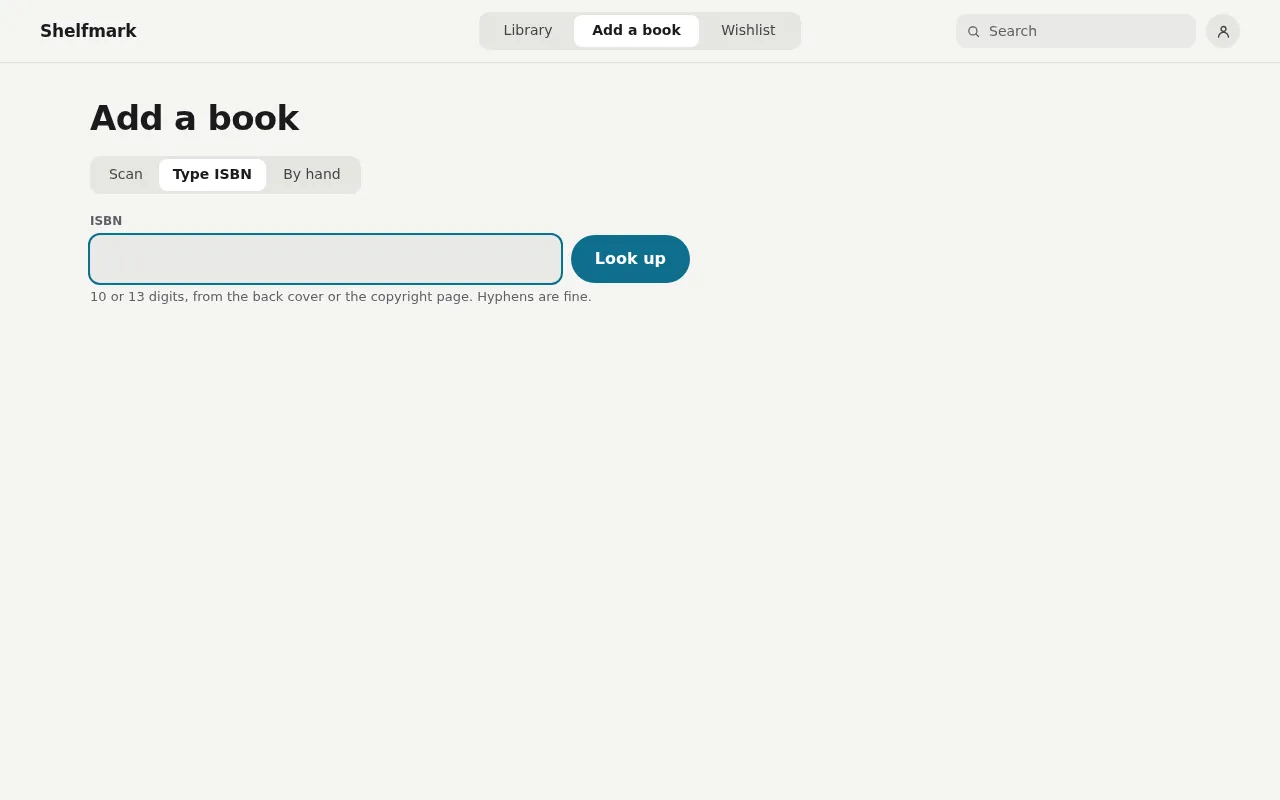 Shelfmark
Library
Add a book
Wishlist
Search
Add a book
Scan
Type ISBN
By hand
ISBN
Look up
10 or 13 digits, from the back cover or the copyright page. Hyphens are fine.